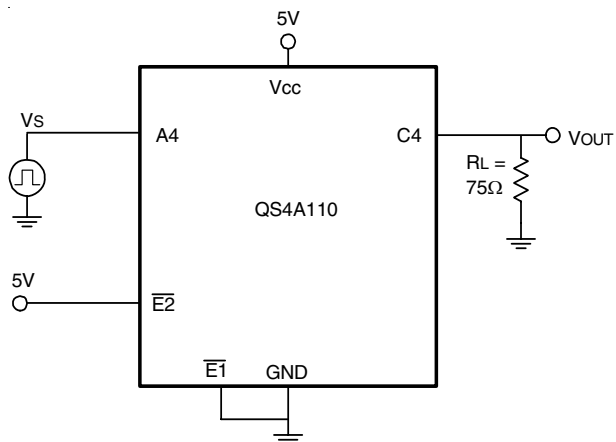 5V
Vcc
VS
A4
C4
VOUT
RL =
75Ω
QS4A110
5V
E2
E1
GND